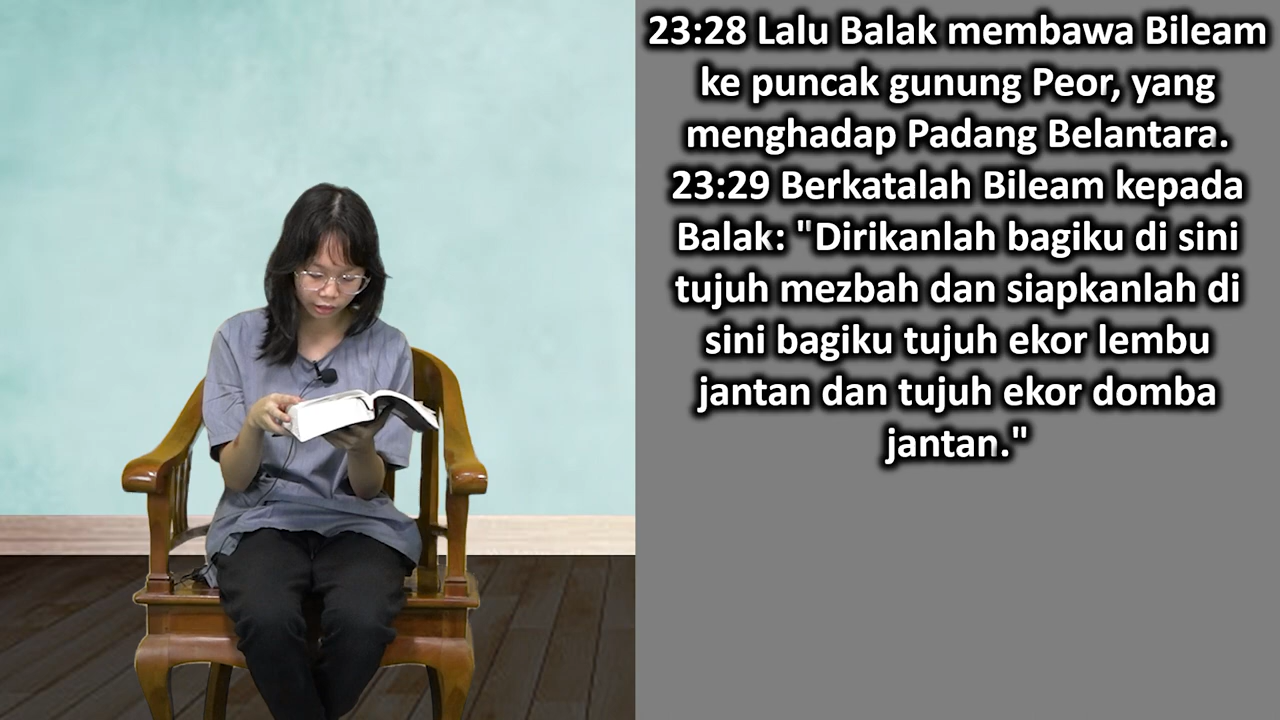 23:28 Lalu Balak membawa Bileam
ke puncak gunung Peor, yang
menghadap Padang Belantara.
23:29 Berkatalah Bileam kepada
Balak: "Dirikanlah bagiku di sini
tujuh mezbah dan siapkanlah di
sini bagiku tujuh ekor lembu
jantan dan tujuh ekor domba
jantan."